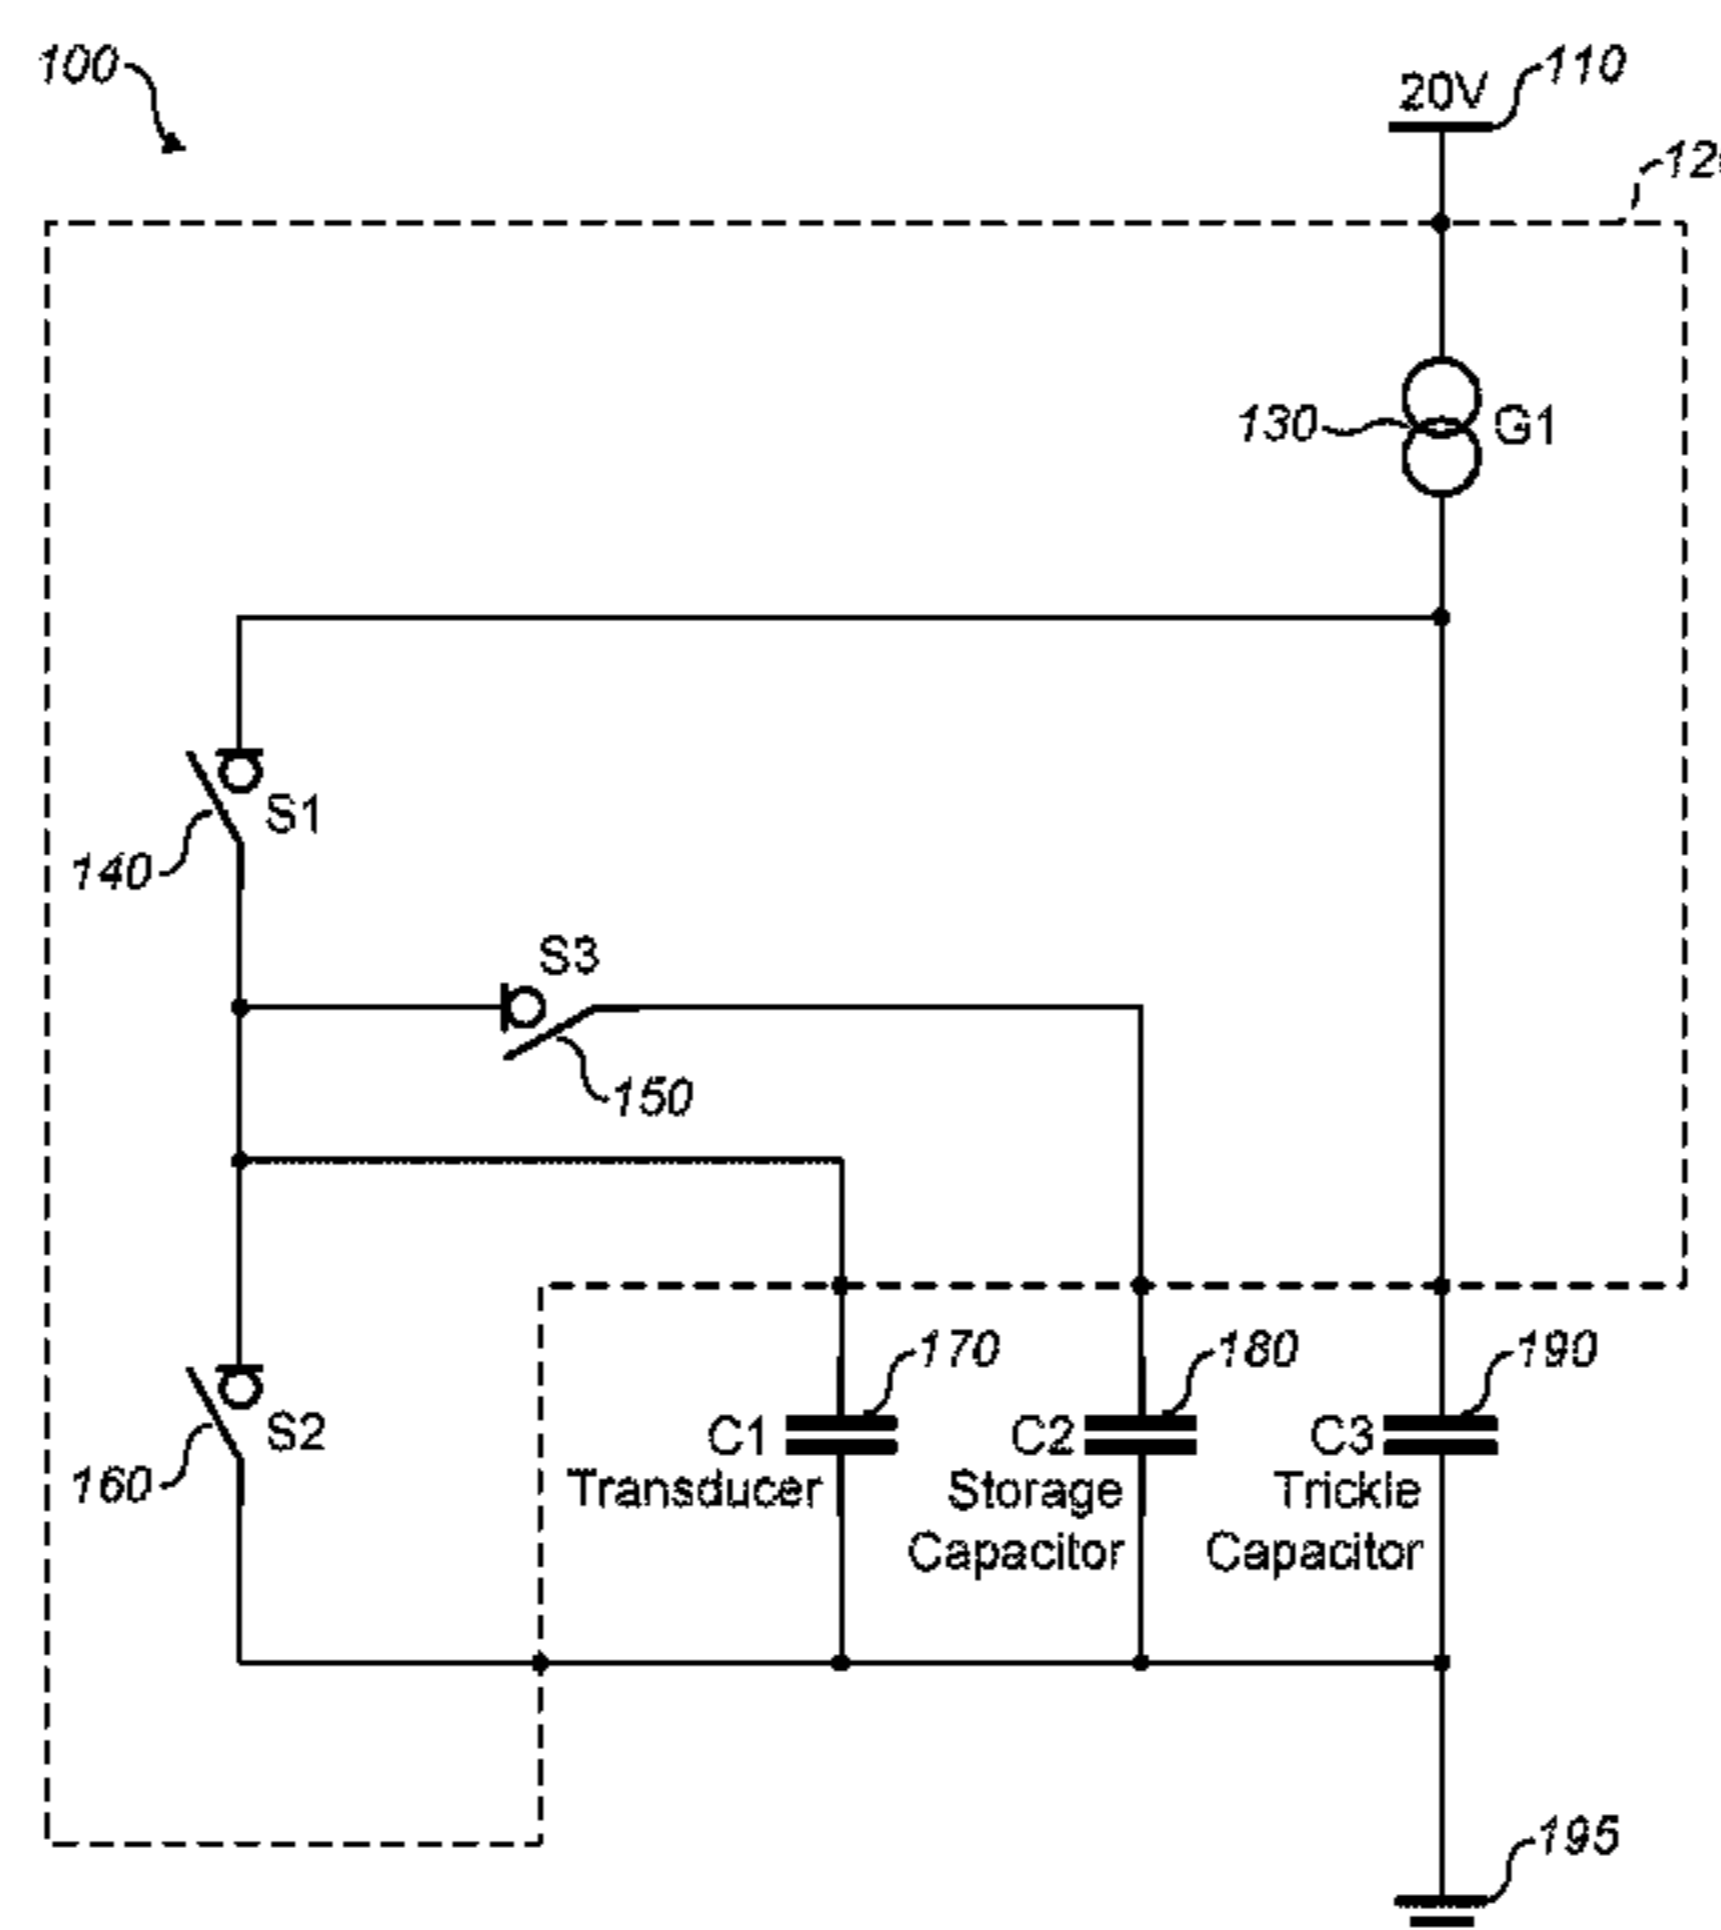 100
20V
110
130
G1
S1
140
S3
150
170
180
190
C1
Transducer
C2
Storage
Capacitor
C3
Trickle
Capacitor
S2
160
195